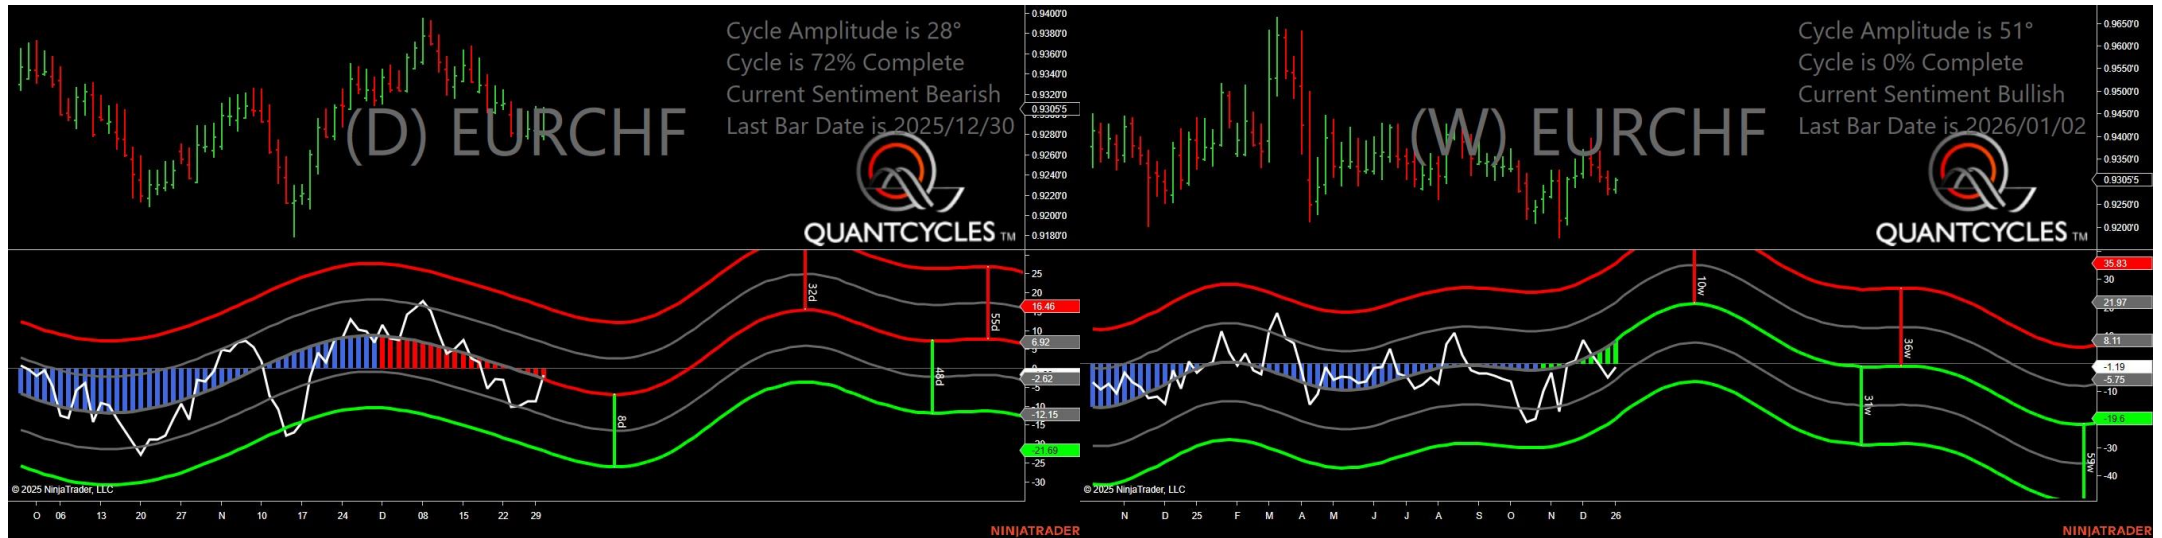 Cycle Amplitude is 28°
Cycle is 72% Complete
Current Sentiment Bearish
Last Bar Date is 2025/12/30
(D) EURCHF
QUANTCYCLES TM
0.9400'0
0.9380'0
0.9360'0
0.9340'0
0.9320'0
0.9305'5
0.9280'0
0.9260'0
0.9240'0
0.9220'0
0.9200'0
0.9180'0
32d
55d
48d
8d
25
20
16.46
10
6.92
5
0
-2.62
-5
-10
-12.15
-15
-21.69
-25
-30
© 2025 NinjaTrader, LLC
O 06 13 20 27 N 10 17 24 D 08 15 22 29
NINJATRADER
Cycle Amplitude is 51°
Cycle is 0% Complete
Current Sentiment Bullish
Last Bar Date is 2026/01/02
(W) EURCHF
QUANTCYCLES TM
0.9650'0
0.9600'0
0.9550'0
0.9500'0
0.9450'0
0.9400'0
0.9350'0
0.9305'5
0.9250'0
0.9200'0
10w
36w
31w
59w
35.83
30
21.97
20
8.11
-1.19
-5.75
-10
-19.6
-30
-40
© 2025 NinjaTrader, LLC
N D 25 F M A M J J A S O N D 26
NINJATRADER